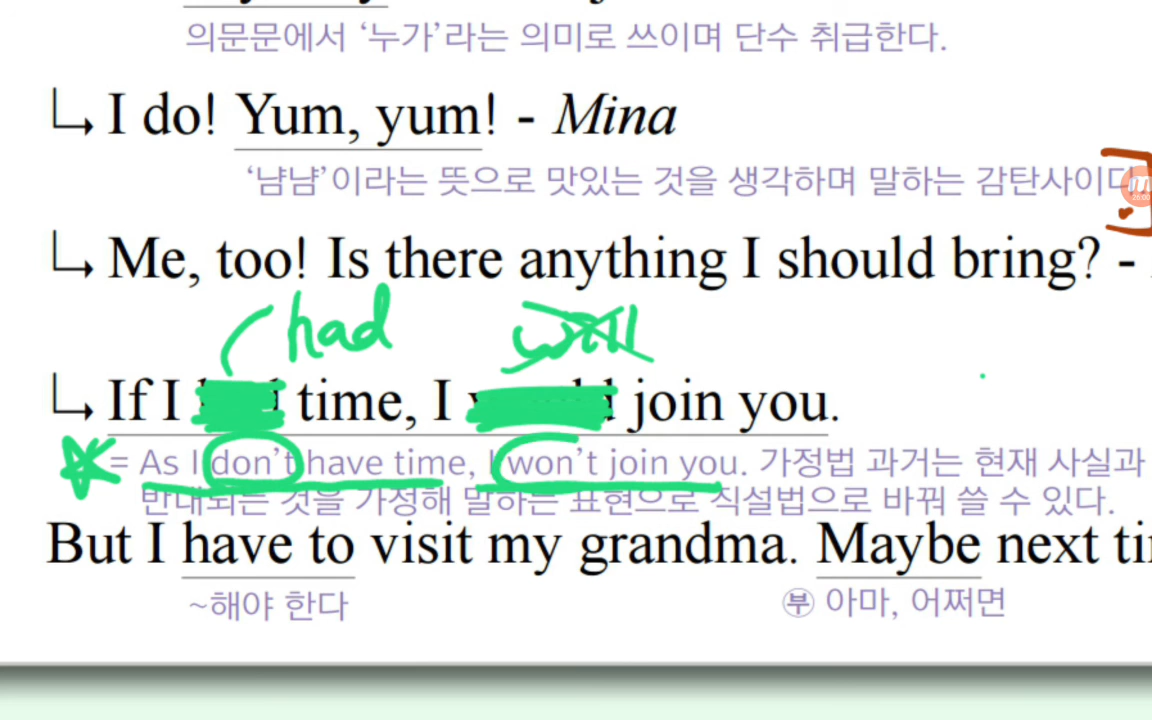 의문문에서 ‘누가’라는 의미로 쓰이며 단수 취급한다.
I do! Yum, yum! - Mina
‘냠냠’이라는 뜻으로 맛있는 것을 생각하며 말하는 감탄사이다
Me, too! Is there anything I should bring? -
had will
If I time, I join you.
= As I don’t have time, I won’t join you. 가정법 과거는 현재 사실과
반대되는 것을 가정해 말하는 표현으로 직설법으로 바꿔 쓸 수 있다.
But I have to visit my grandma. Maybe next
~해야 한다 부 아마, 어쩌면